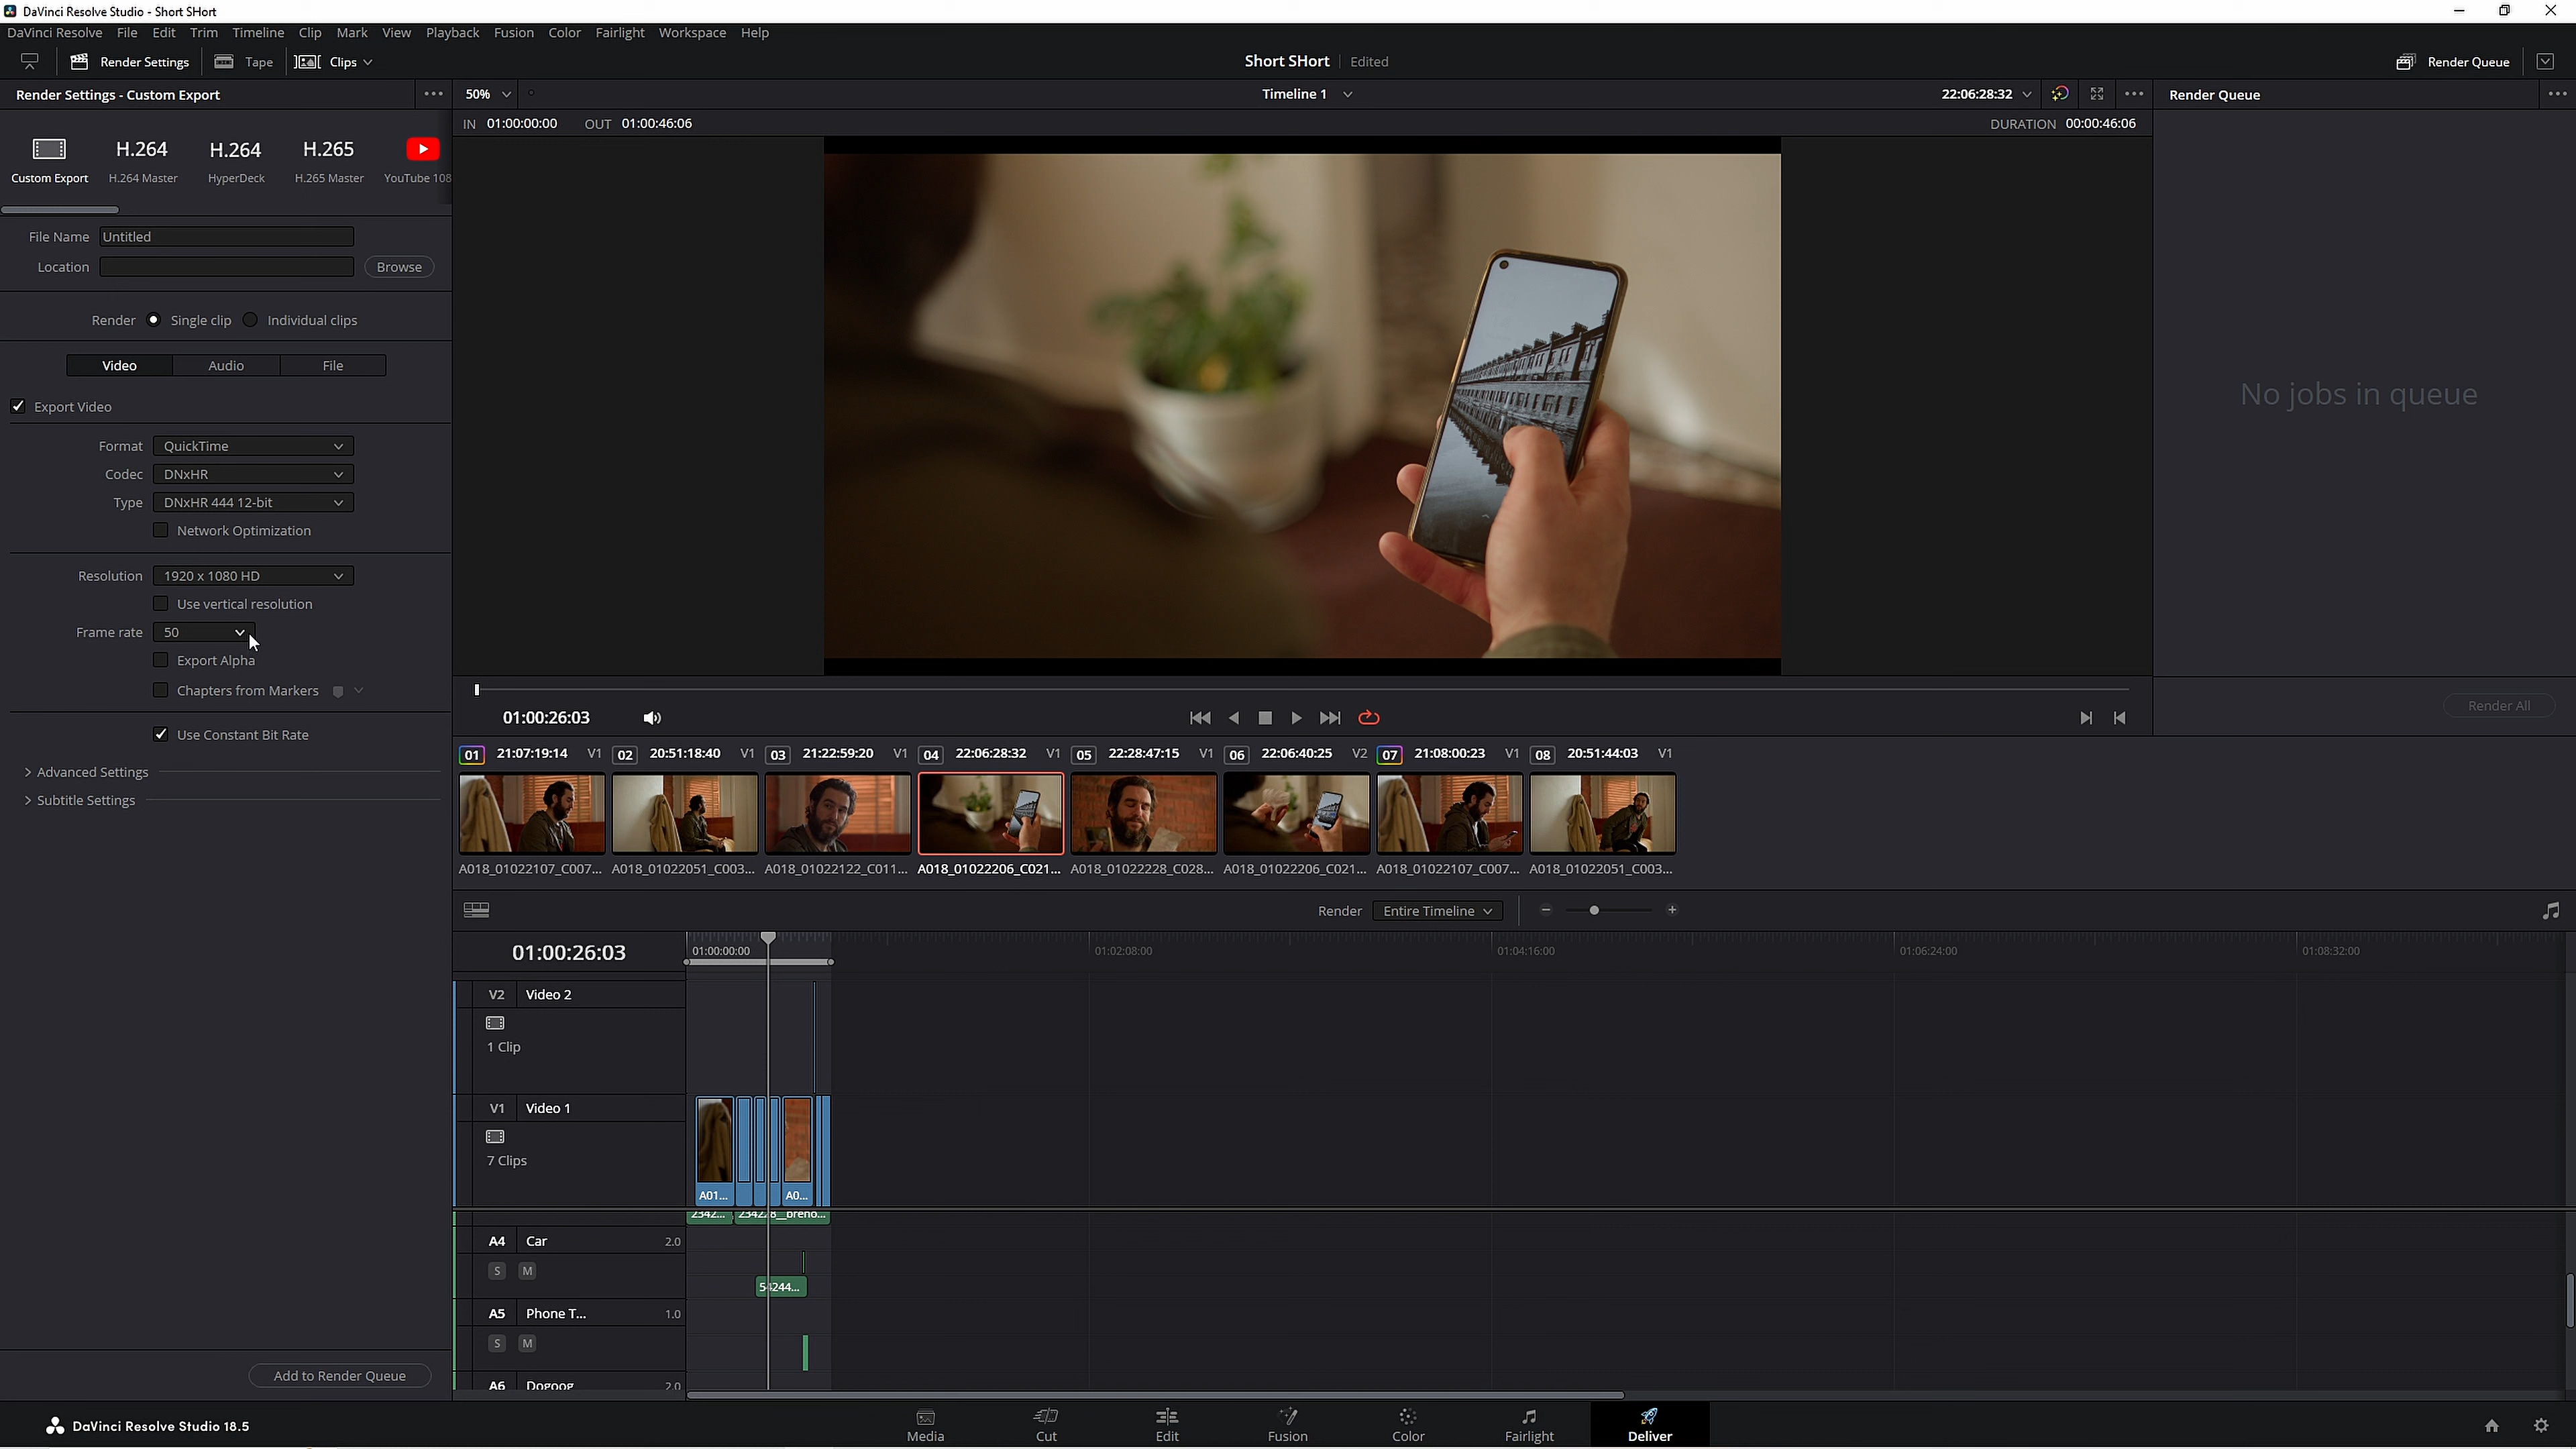 DaVinci Resolve Studio - Short SHort
DaVinci Resolve File Edit Trim Timeline Clip Mark View Playback Fusion Color Fairlight Workspace Help
Render Settings Tape Clips Short SHort Edited Render Queue
Render Settings - Custom Export 50% Timeline 1 22:06:28:32 Render Queue
IN 01:00:00:00 OUT 01:00:46:06 DURATION 00:00:46:06
H.264 H.264 H.265
Custom Export H.264 Master HyperDeck H.265 Master YouTube 108
File Name Untitled
Location Browse
Render Single clip Individual clips
Video Audio File
Export Video
No jobs in queue
Format QuickTime
Codec DNxHR
Type DNxHR 444 12-bit
Network Optimization
Resolution 1920 x 1080 HD
Use vertical resolution
Frame rate 50
Export Alpha
Chapters from Markers
Use Constant Bit Rate
Advanced Settings
Subtitle Settings
Add to Render Queue
01:00:26:03
Render All
01 21:07:19:14 V1 02 20:51:18:40 V1 03 21:22:59:20 V1 04 22:06:28:32 V1 05 22:28:47:15 V1 06 22:06:40:25 V2 07 21:08:00:23 V1 08 20:51:44:03 V1
A018_01022107_C007... A018_01022051_C003... A018_01022122_C011... A018_01022206_C021... A018_01022228_C028... A018_01022206_C021... A018_01022107_C007... A018_01022051_C003...
Render Entire Timeline
01:00:26:03 01:00:00:00 01:02:08:00 01:04:16:00 01:06:24:00 01:08:32:00
V2 Video 2
1 Clip
V1 Video 1
7 Clips
A01... A0...
2342...
A4 Car 2.0
S M
A5 Phone T... 1.0
S M
A6 Dogoog 2.0
DaVinci Resolve Studio 18.5
Media Cut Edit Fusion Color Fairlight Deliver